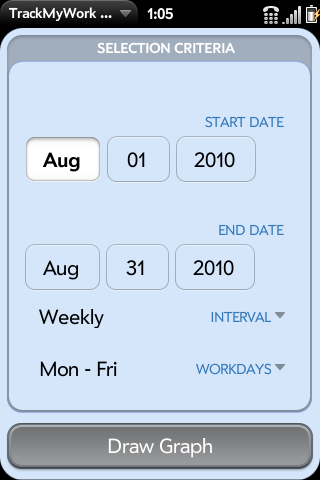 TrackMyWork ... 1:05
SELECTION CRITERIA
START DATE
Aug 01 2010
END DATE
Aug 31 2010
Weekly INTERVAL
Mon - Fri WORKDAYS
Draw Graph